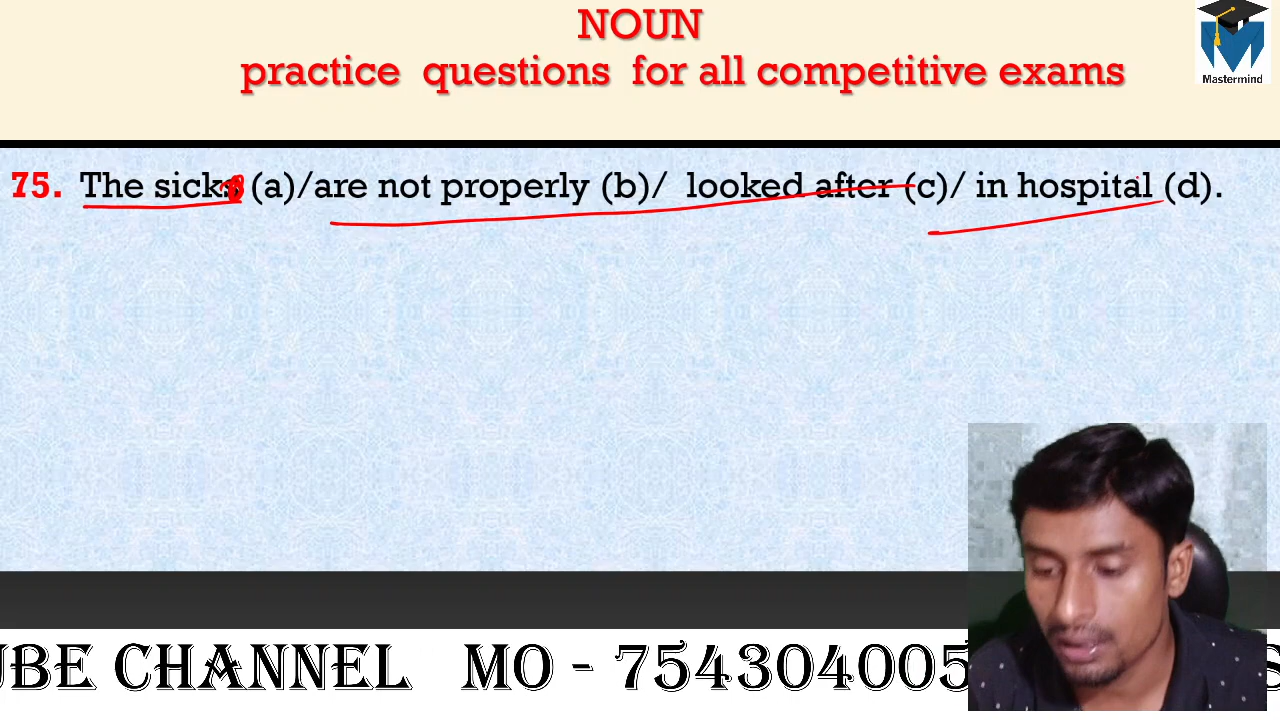 NOUN
practice questions for all competitive exams
Mastermind
75. The sicks (a)/are not properly (b)/ looked after (c)/ in hospital (d).
UBE CHANNEL MO - 754304005